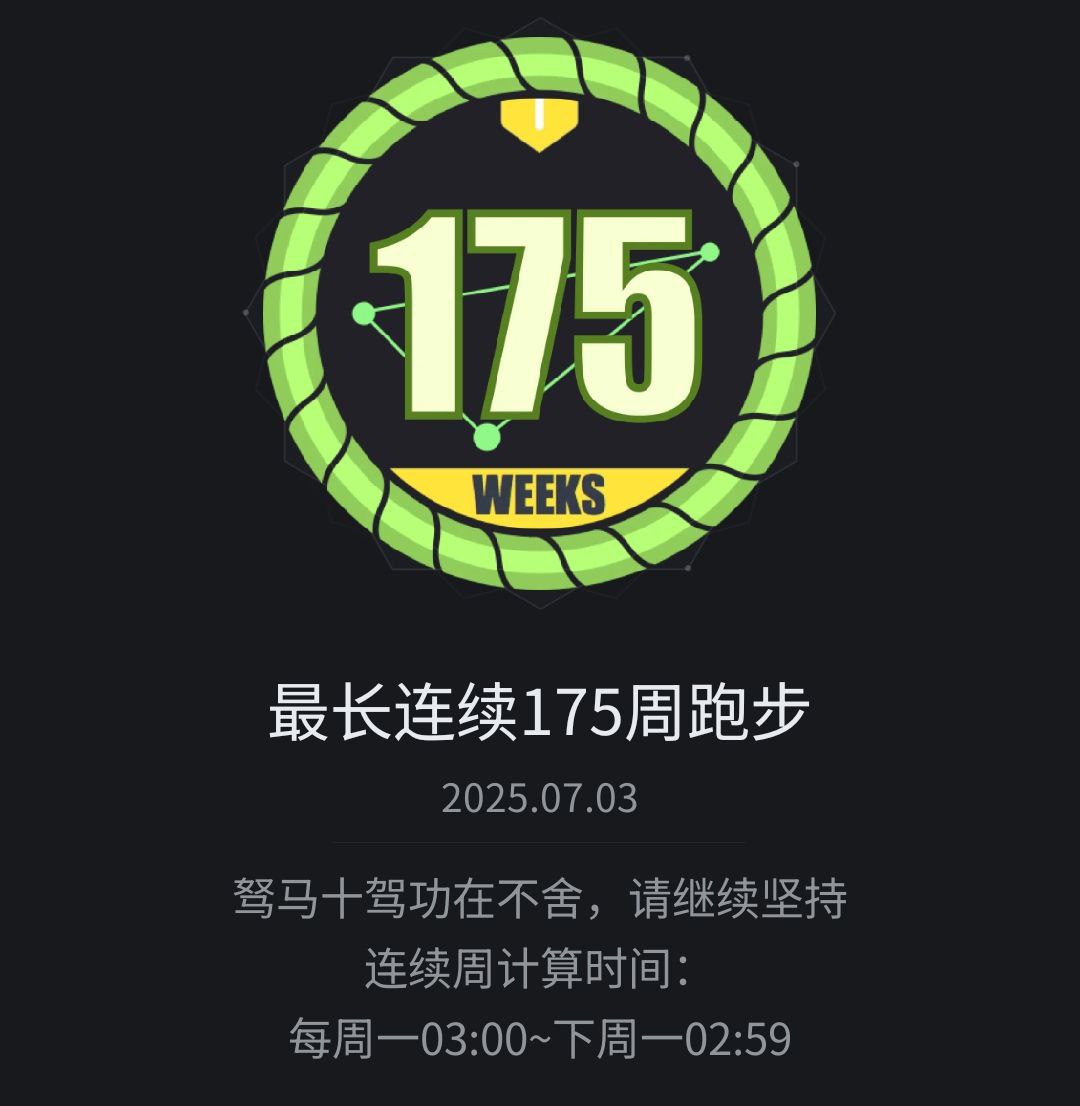 175
WEEKS
最长连续175周跑步
2025.07.03
驽马十驾功在不舍，请继续坚持
连续周计算时间：
每周一03:00~下周一02:59